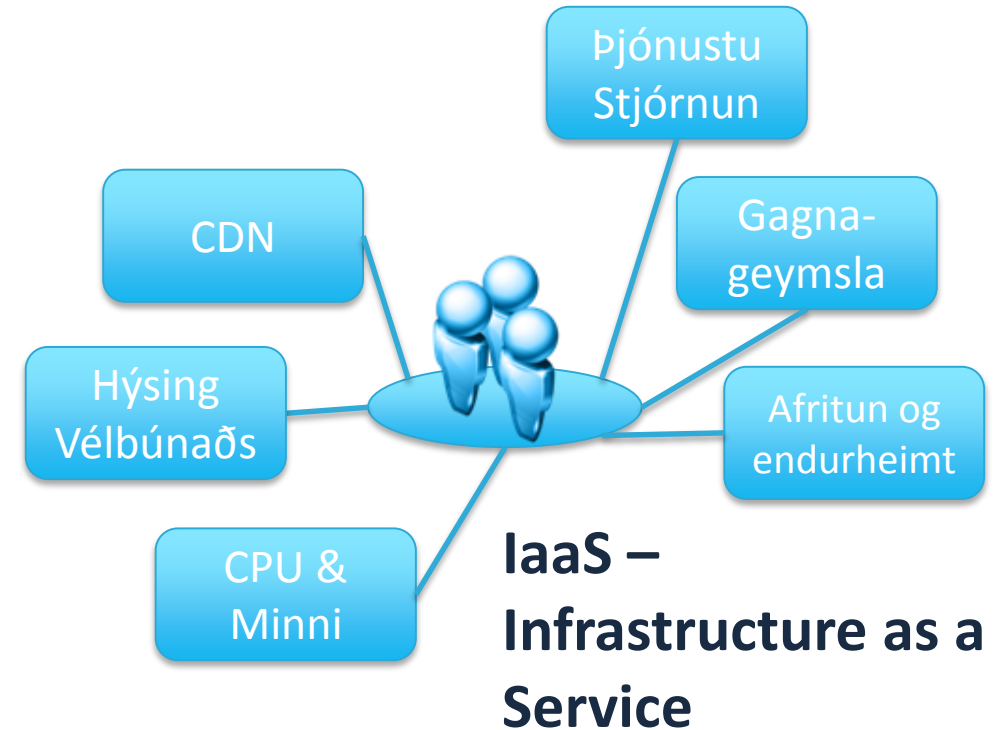 Þjónustu
Stjórnun
CDN
Gagna-
geymsla
Hýsing
Vélbúnaðs
Afritun og
endurheimt
CPU &
Minni
IaaS –
Infrastructure as a
Service